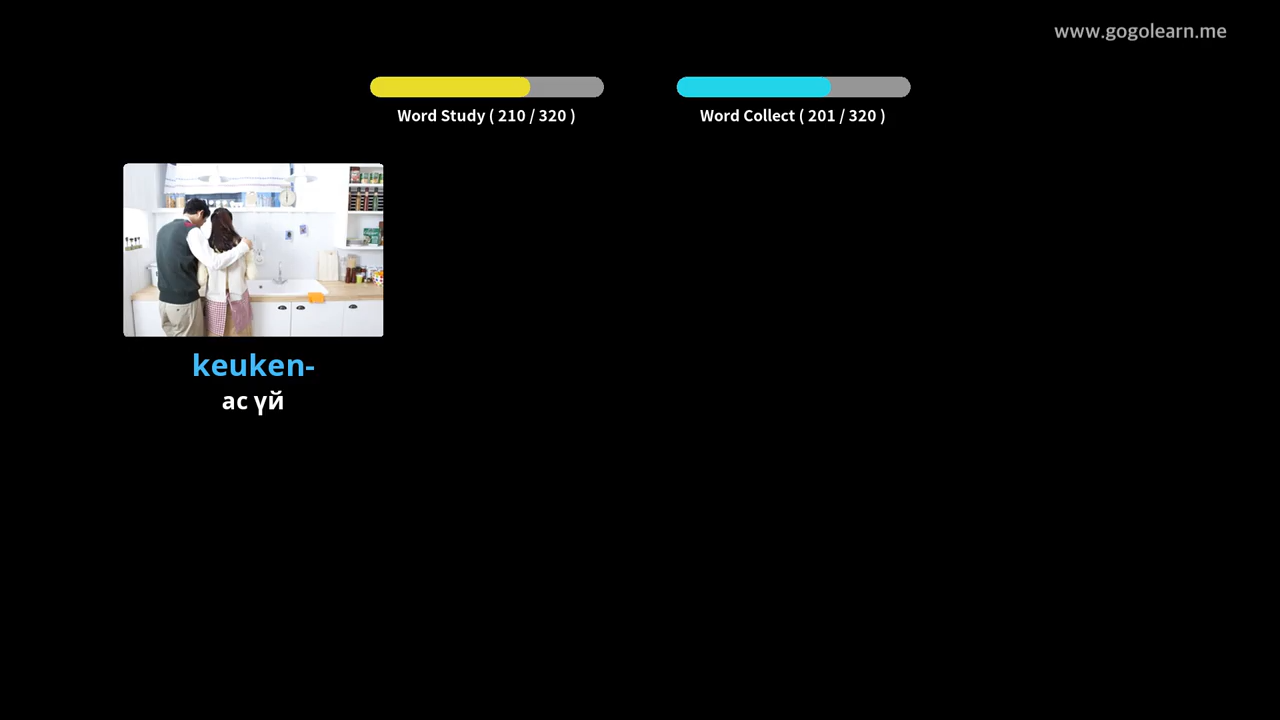 www.gogolearn.me
Word Study ( 210 / 320 )
Word Collect ( 201 / 320 )
keuken-
ас үй